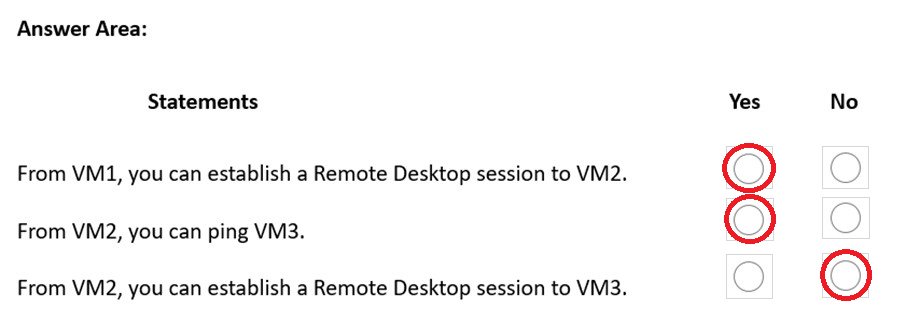 Answer Area:
Statements Yes No
From VM1, you can establish a Remote Desktop session to VM2.
From VM2, you can ping VM3.
From VM2, you can establish a Remote Desktop session to VM3.